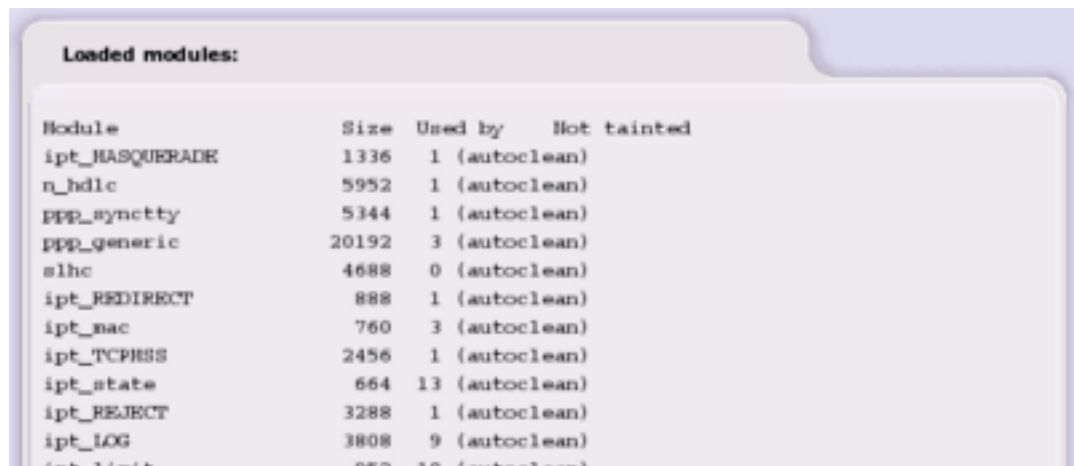 Loaded modules:
Module Size Used by Not tainted
ipt_MASQUERADE 1336 1 (autoclean)
n_hdlc 5952 1 (autoclean)
ppp_synctty 5344 1 (autoclean)
ppp_generic 20192 3 (autoclean)
slhc 4688 0 (autoclean)
ipt_REDIRECT 888 1 (autoclean)
ipt_mac 760 3 (autoclean)
ipt_TCPMSS 2456 1 (autoclean)
ipt_state 664 13 (autoclean)
ipt_REJECT 3288 1 (autoclean)
ipt_LOG 3808 9 (autoclean)